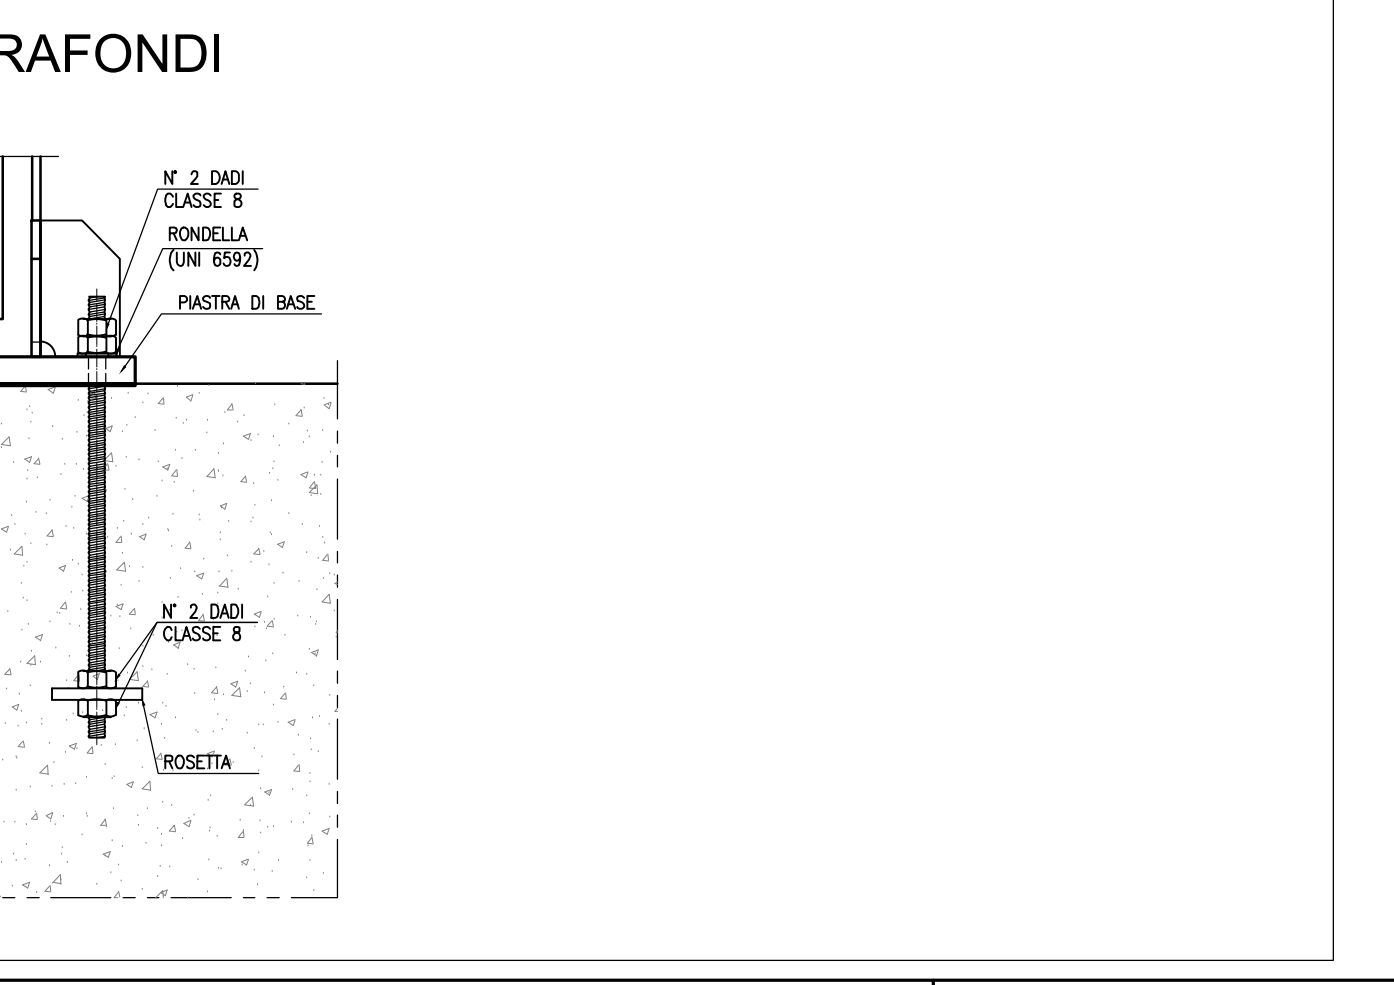 RAFONDI
N° 2 DADI
CLASSE 8
RONDELLA
(UNI 6592)
PIASTRA DI BASE
N° 2 DADI
CLASSE 8
ROSETTA